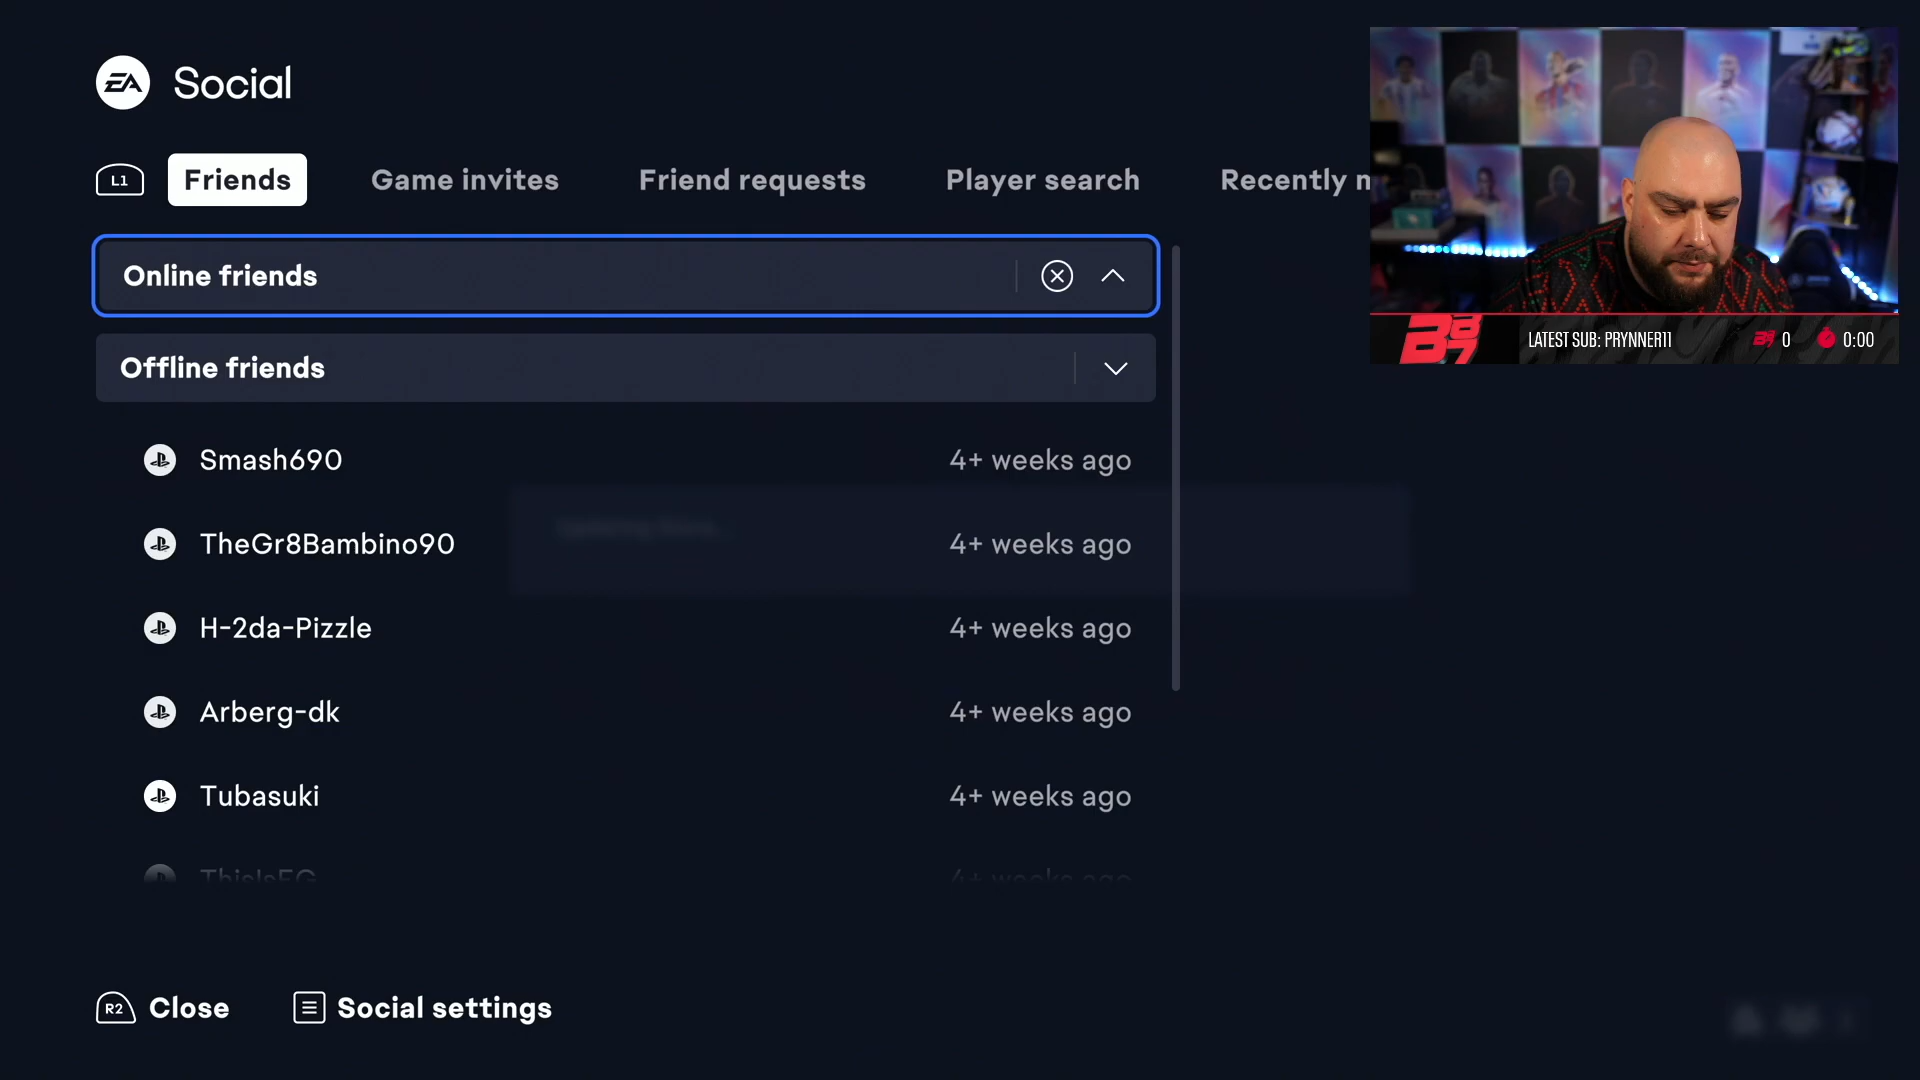 EA Social
L1 Friends Game invites Friend requests Player search Recently
Online friends
Offline friends
Smash690 4+ weeks ago
TheGr8Bambino90 4+ weeks ago
H-2da-Pizzle 4+ weeks ago
Arberg-dk 4+ weeks ago
Tubasuki 4+ weeks ago
R2 Close Social settings
LATEST SUB: PRYNNER11 0 0:00